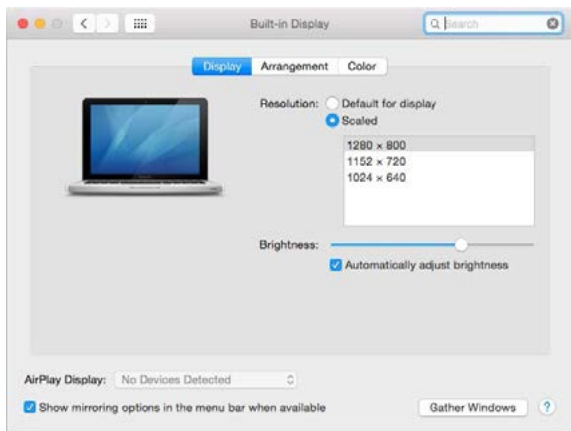 Built-in Display
Search
Display Arrangement Color
Resolution: Default for display
Scaled
1280 × 800
1152 × 720
1024 × 640
Brightness:
Automatically adjust brightness
AirPlay Display: No Devices Detected
Show mirroring options in the menu bar when available
Gather Windows ?